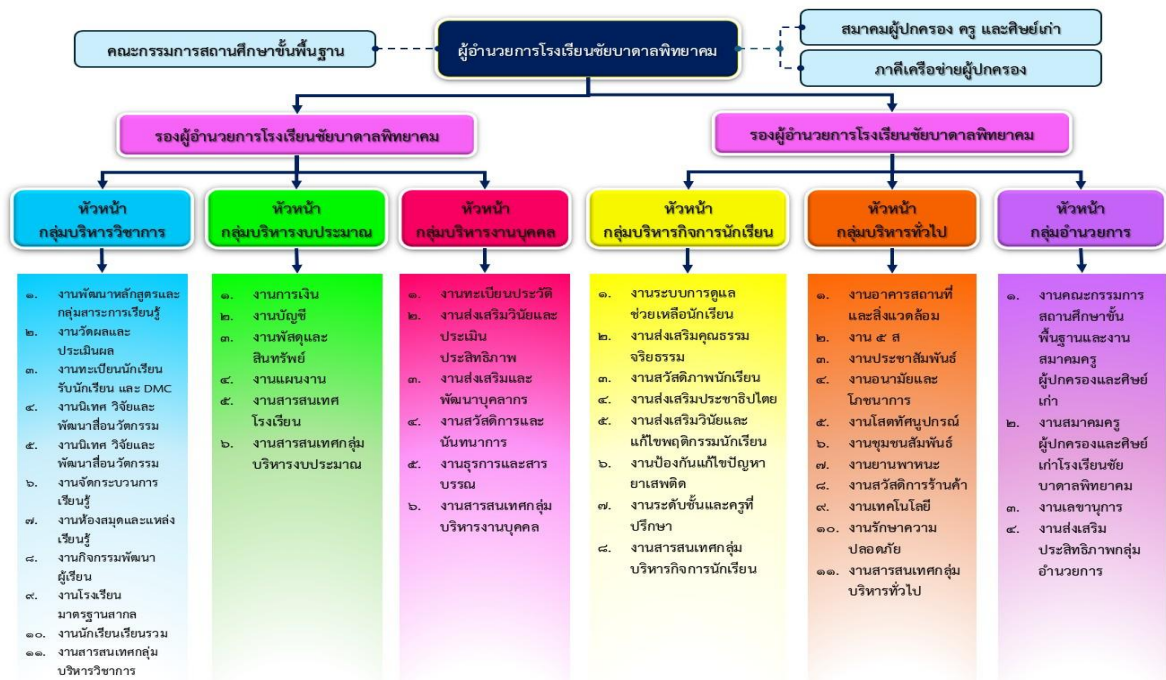 คณะกรรมการสถานศึกษาขั้นพื้นฐาน
ผู้อำนวยการโรงเรียนชัยบาดาลพิทยาคม
สมาคมผู้ปกครอง ครู และศิษย์เก่า
ภาคีเครือข่ายผู้ปกครอง
รองผู้อำนวยการโรงเรียนชัยบาดาลพิทยาคม
รองผู้อำนวยการโรงเรียนชัยบาดาลพิทยาคม
หัวหน้า
กลุ่มบริหารวิชาการ
๑. งานพัฒนาหลักสูตรและ
กลุ่มสาระการเรียนรู้
๒. งานวัดผลและ
ประเมินผล
๓. งานทะเบียนนักเรียน
รับนักเรียน และ DMC
๔. งานนิเทศ วิจัยและ
พัฒนาสื่อนวัตกรรม
๕. งานนิเทศ วิจัยและ
พัฒนาสื่อนวัตกรรม
๖. งานจัดกระบวนการ
เรียนรู้
๗. งานห้องสมุดและแหล่ง
เรียนรู้
๘. งานกิจกรรมพัฒนา
ผู้เรียน
๙. งานโรงเรียน
มาตรฐานสากล
๑๐. งานนักเรียนเรียนรวม
๑๑. งานสารสนเทศกลุ่ม
บริหารวิชาการ
หัวหน้า
กลุ่มบริหารงบประมาณ
๑. งานการเงิน
๒. งานบัญชี
๓. งานพัสดุและ
สินทรัพย์
๔. งานแผนงาน
๕. งานสารสนเทศ
โรงเรียน
๖. งานสารสนเทศกลุ่ม
บริหารงบประมาณ
หัวหน้า
กลุ่มบริหารงานบุคคล
๑. งานทะเบียนประวัติ
๒. งานส่งเสริมวินัยและ
ประเมิน
ประสิทธิภาพ
๓. งานส่งเสริมและ
พัฒนาบุคลากร
๔. งานสวัสดิการและ
นันทนาการ
๕. งานธุรการและสาร
บรรณ
๖. งานสารสนเทศกลุ่ม
บริหารงานบุคคล
หัวหน้า
กลุ่มบริหารกิจการนักเรียน
๑. งานระบบการดูแล
ช่วยเหลือนักเรียน
๒. งานส่งเสริมคุณธรรม
จริยธรรม
๓. งานสวัสดิภาพนักเรียน
๔. งานส่งเสริมประชาธิปไตย
๕. งานส่งเสริมวินัยและ
แก้ไขพฤติกรรมนักเรียน
๖. งานป้องกันแก้ไขปัญหา
ยาเสพติด
๗. งานระดับชั้นและครูที่
ปรึกษา
๘. งานสารสนเทศกลุ่ม
บริหารกิจการนักเรียน
หัวหน้า
กลุ่มบริหารทั่วไป
๑. งานอาคารสถานที่
และสิ่งแวดล้อม
๒. งาน ๕ ส
๓. งานประชาสัมพันธ์
๔. งานอนามัยและ
โภชนาการ
๕. งานโสตทัศนูปกรณ์
๖. งานชุมชนสัมพันธ์
๗. งานยานพาหนะ
๘. งานสวัสดิการร้านค้า
๙. งานเทคโนโลยี
๑๐. งานรักษาความ
ปลอดภัย
๑๑. งานสารสนเทศกลุ่ม
บริหารทั่วไป
หัวหน้า
กลุ่มอำนวยการ
๑. งานคณะกรรมการ
สถานศึกษาขั้น
พื้นฐานและงาน
สมาคมครู
ผู้ปกครองและศิษย์
เก่า
๒. งานสมาคมครู
ผู้ปกครองและศิษย์
เก่าโรงเรียนชัย
บาดาลพิทยาคม
๓. งานเลขานุการ
๔. งานส่งเสริม
ประสิทธิภาพกลุ่ม
อำนวยการ